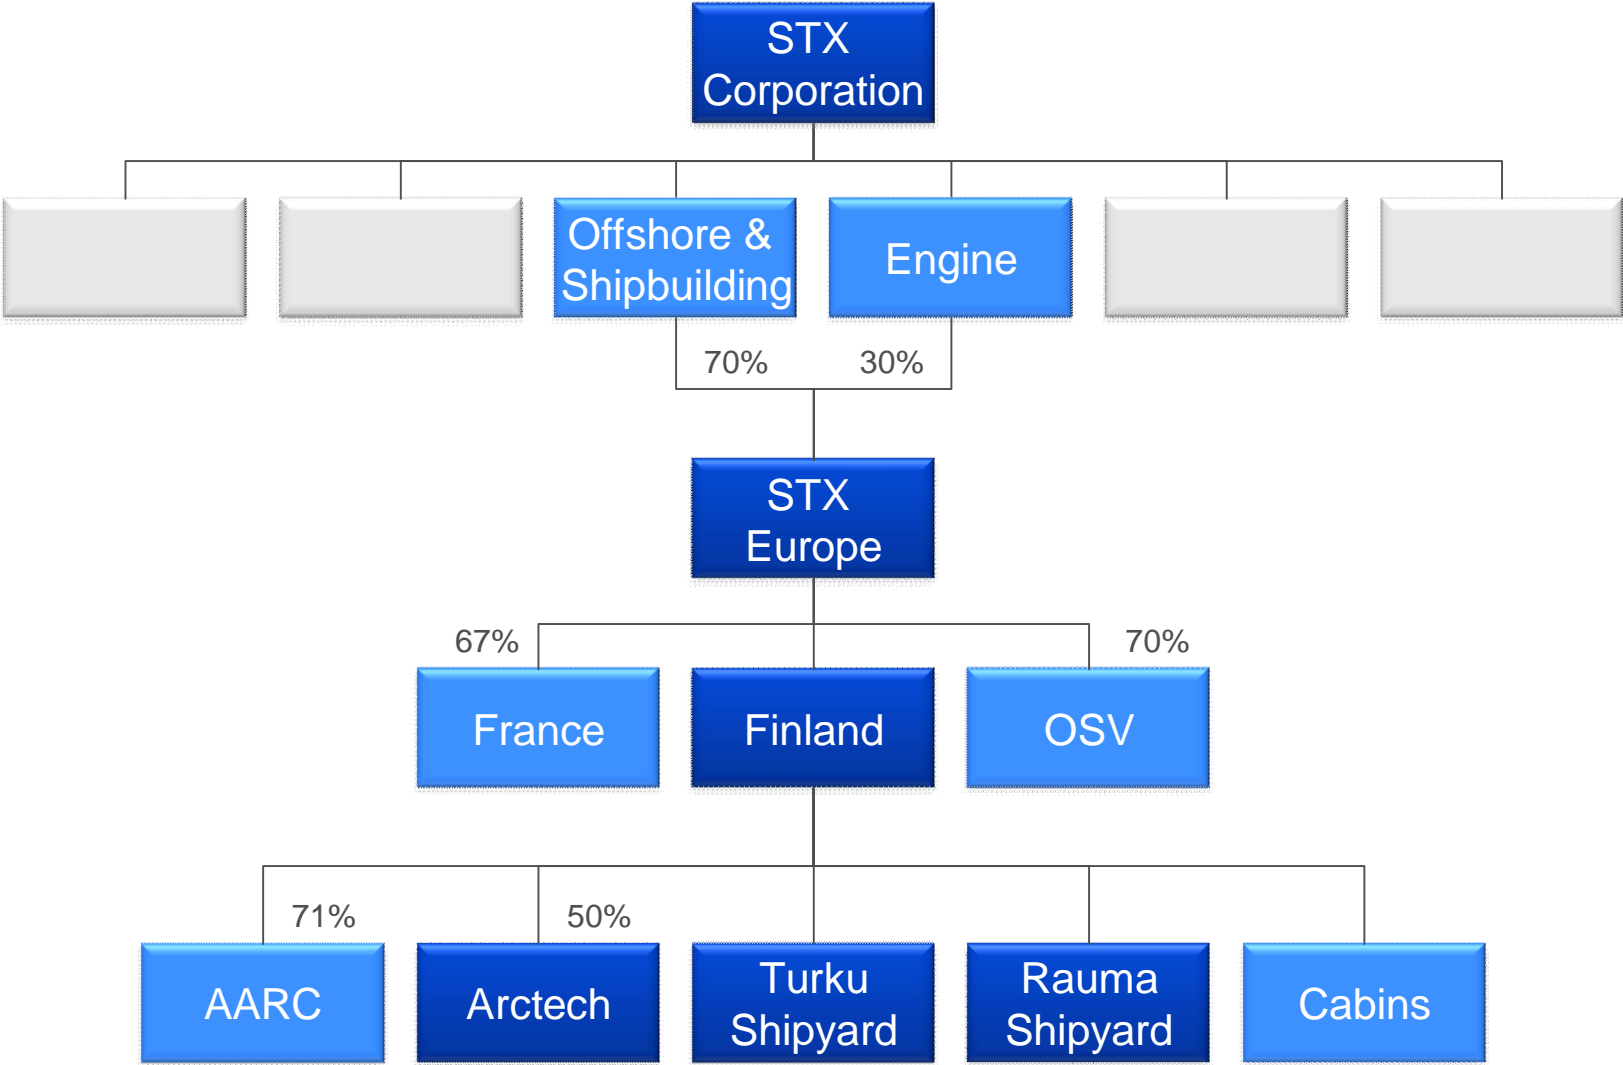 STX
Corporation
Offshore &
Shipbuilding
Engine
70%
30%
STX
Europe
67%
70%
France
Finland
OSV
71%
50%
AARC
Arctech
Turku
Shipyard
Rauma
Shipyard
Cabins